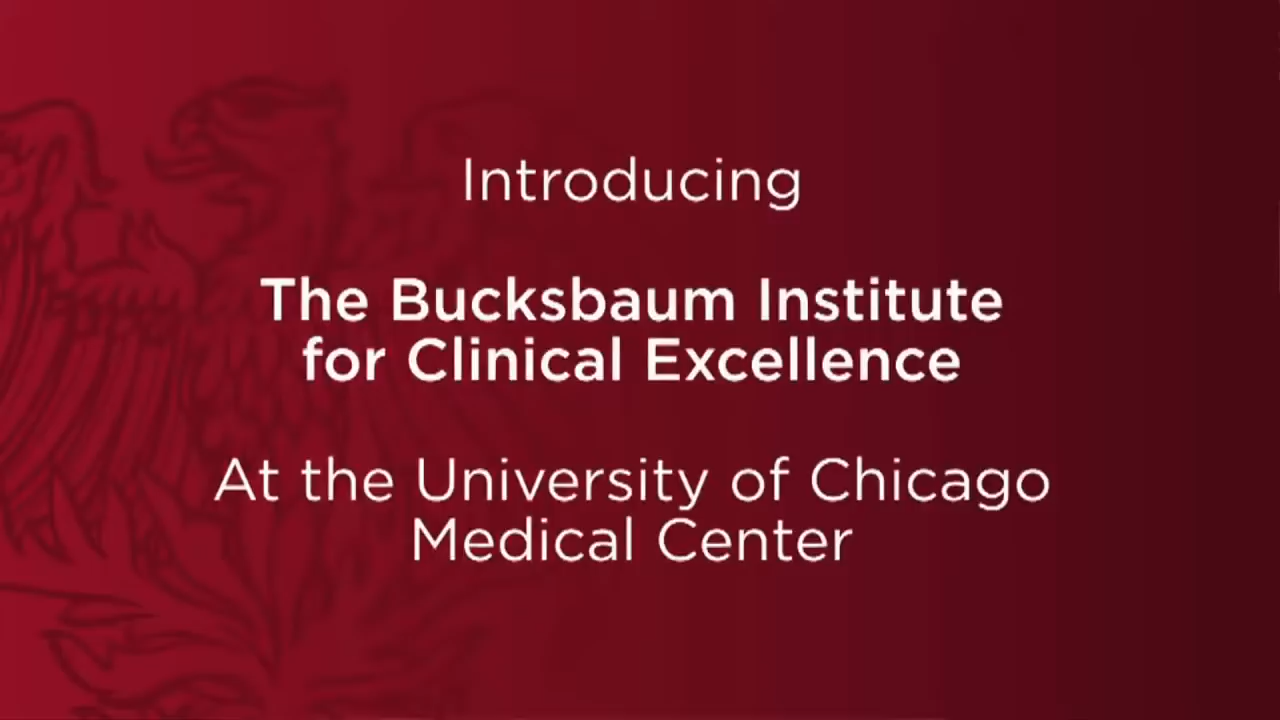 Introducing
The Bucksbaum Institute
for Clinical Excellence
At the University of Chicago
Medical Center